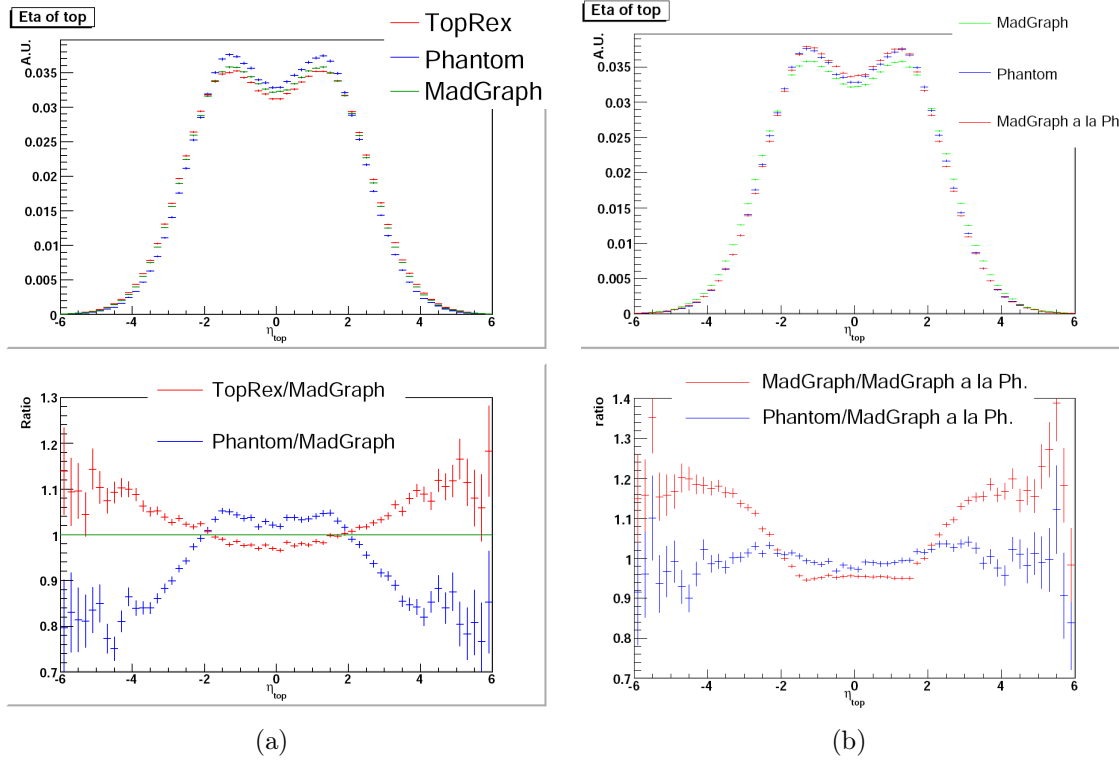 Eta of top
TopRex
Phantom
MadGraph
A.U.
0.035
0.03
0.025
0.02
0.015
0.01
0.005
0
-6 -4 -2 0 2 4 6
η_top
Eta of top
MadGraph
Phantom
MadGraph a la Ph
A.U.
0.035
0.03
0.025
0.02
0.015
0.01
0.005
0
-6 -4 -2 0 2 4 6
η_top
TopRex/MadGraph
Phantom/MadGraph
Ratio
1.3
1.2
1.1
1
0.9
0.8
0.7
-6 -4 -2 0 2 4 6
η_top
(a)
MadGraph/MadGraph a la Ph.
Phantom/MadGraph a la Ph.
ratio
1.4
1.3
1.2
1.1
1
0.9
0.8
0.7
-6 -4 -2 0 2 4 6
η_top
(b)